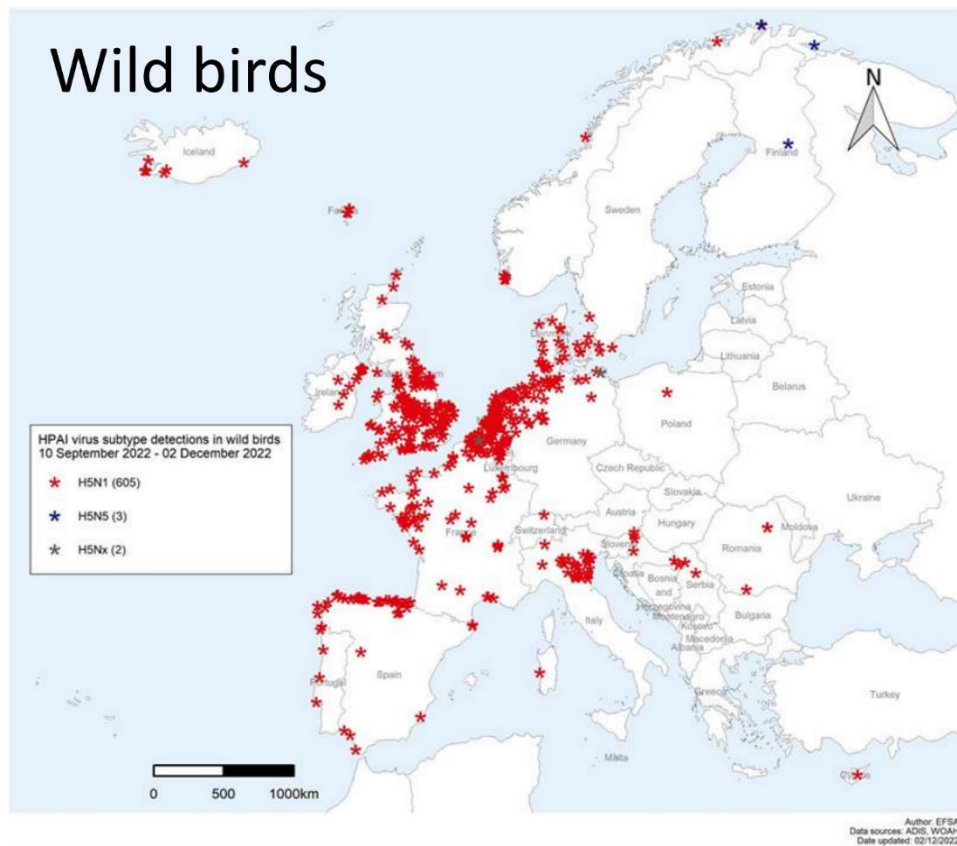 Wild birds
N
Iceland
Finland
Sweden
Estonia
Latvia
Denmark
Lithuania
Belarus
Ireland
Poland
Germany
HPAI virus subtype detections in wild birds
10 September 2022 - 02 December 2022
H5N1 (605)
H5N5 (3)
H5Nx (2)
Luxembourg
Czech Republic
Ukraine
Slovakia
Austria
Moldova
France
Switzerland
Hungary
Slovenia
Romania
Croatia
Bosnia
and
Herzegovina
Serbia
Montenegro
Kosovo
Bulgaria
Italy
Macedonia
Albania
Portugal
Spain
Greece
Turkey
Malta
Cyprus
0 500 1000km
Author: EFSA
Data sources: ADIS, WOAH
Date updated: 02/12/2022